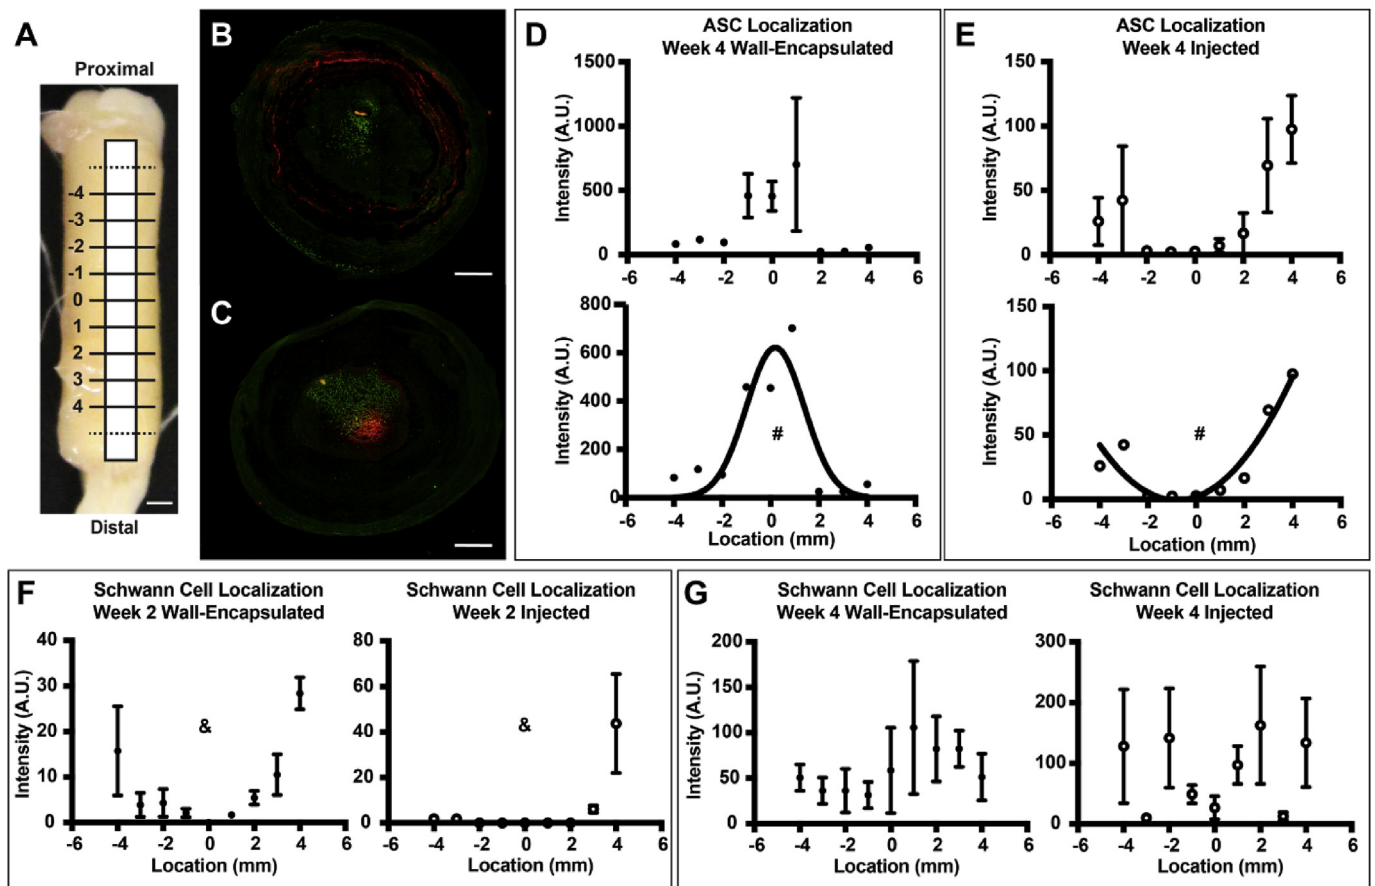 A
Proximal
-4
-3
-2
-1
0
1
2
3
4
Distal
B
C
D
ASC Localization
Week 4 Wall-Encapsulated
Intensity (A.U.)
1500
1000
500
0
-6 -4 -2 0 2 4 6
Intensity (A.U.)
800
600
400
200
0
#
-6 -4 -2 0 2 4 6
Location (mm)
E
ASC Localization
Week 4 Injected
Intensity (A.U.)
150
100
50
0
-6 -4 -2 0 2 4 6
Intensity (A.U.)
150
100
50
0
#
-6 -4 -2 0 2 4 6
Location (mm)
F
Schwann Cell Localization
Week 2 Wall-Encapsulated
Intensity (A.U.)
40
30
20
10
0
&
-6 -4 -2 0 2 4 6
Location (mm)
Schwann Cell Localization
Week 2 Injected
80
60
40
20
0
&
-6 -4 -2 0 2 4 6
Location (mm)
G
Schwann Cell Localization
Week 4 Wall-Encapsulated
Intensity (A.U.)
200
150
100
50
0
-6 -4 -2 0 2 4 6
Location (mm)
Schwann Cell Localization
Week 4 Injected
300
200
100
0
-6 -4 -2 0 2 4 6
Location (mm)